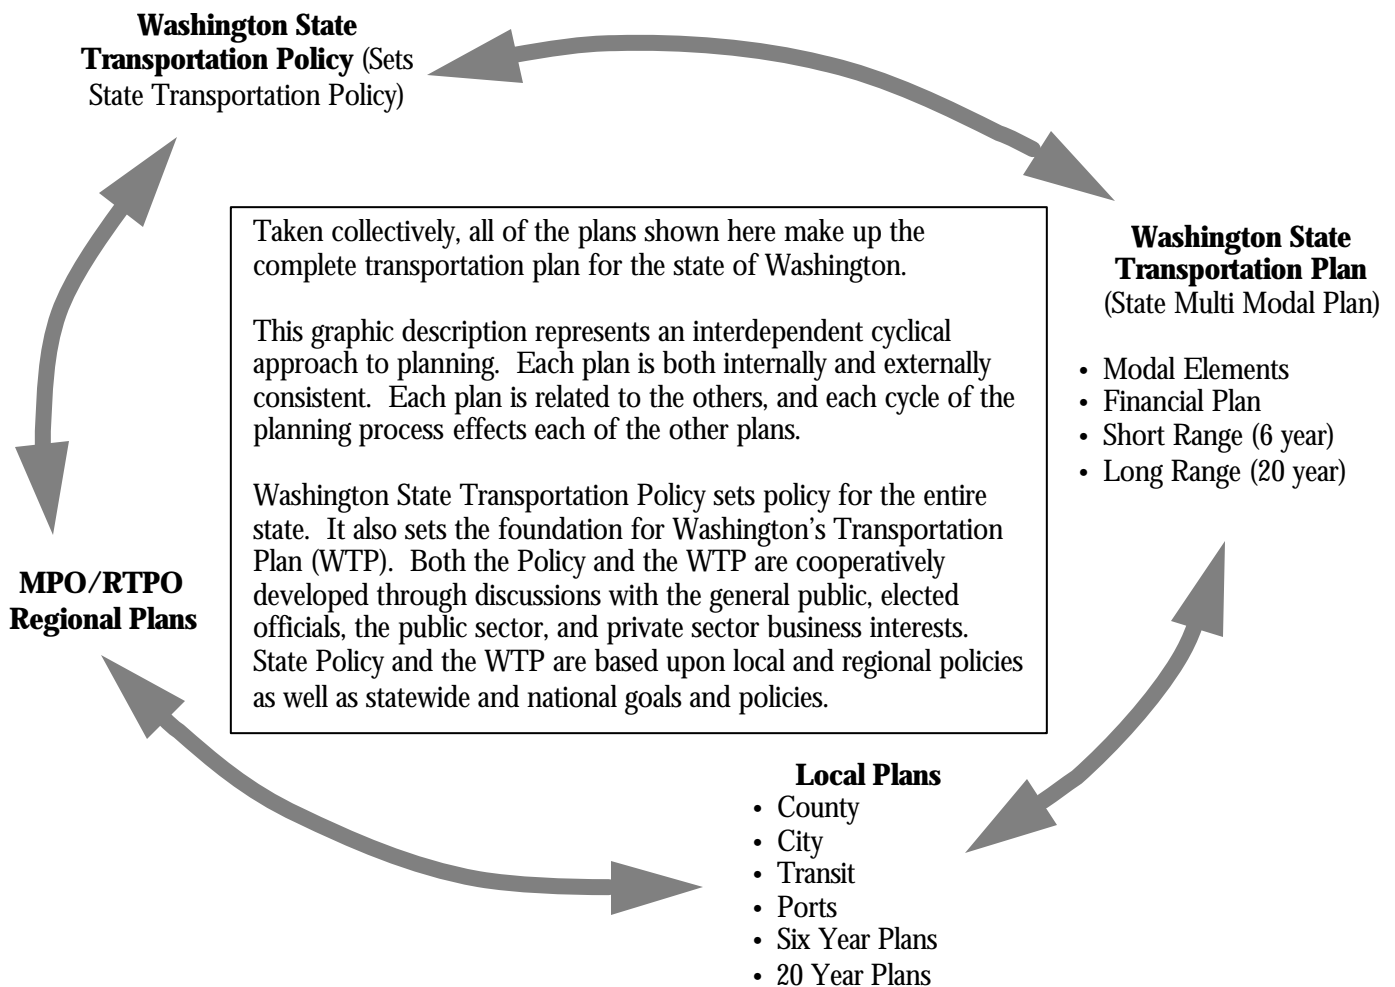 Washington State
Transportation Policy (Sets
State Transportation Policy)
Taken collectively, all of the plans shown here make up the
complete transportation plan for the state of Washington.
This graphic description represents an interdependent cyclical
approach to planning.  Each plan is both internally and externally
consistent.  Each plan is related to the others, and each cycle of the
planning process effects each of the other plans.
Washington State Transportation Policy sets policy for the entire
state.  It also sets the foundation for Washington's Transportation
Plan (WTP).  Both the Policy and the WTP are cooperatively
developed through discussions with the general public, elected
officials, the public sector, and private sector business interests.
State Policy and the WTP are based upon local and regional policies
as well as statewide and national goals and policies.
Washington State
Transportation Plan
(State Multi Modal Plan)
• Modal Elements
• Financial Plan
• Short Range (6 year)
• Long Range (20 year)
MPO/RTPO
Regional Plans
Local Plans
• County
• City
• Transit
• Ports
• Six Year Plans
• 20 Year Plans